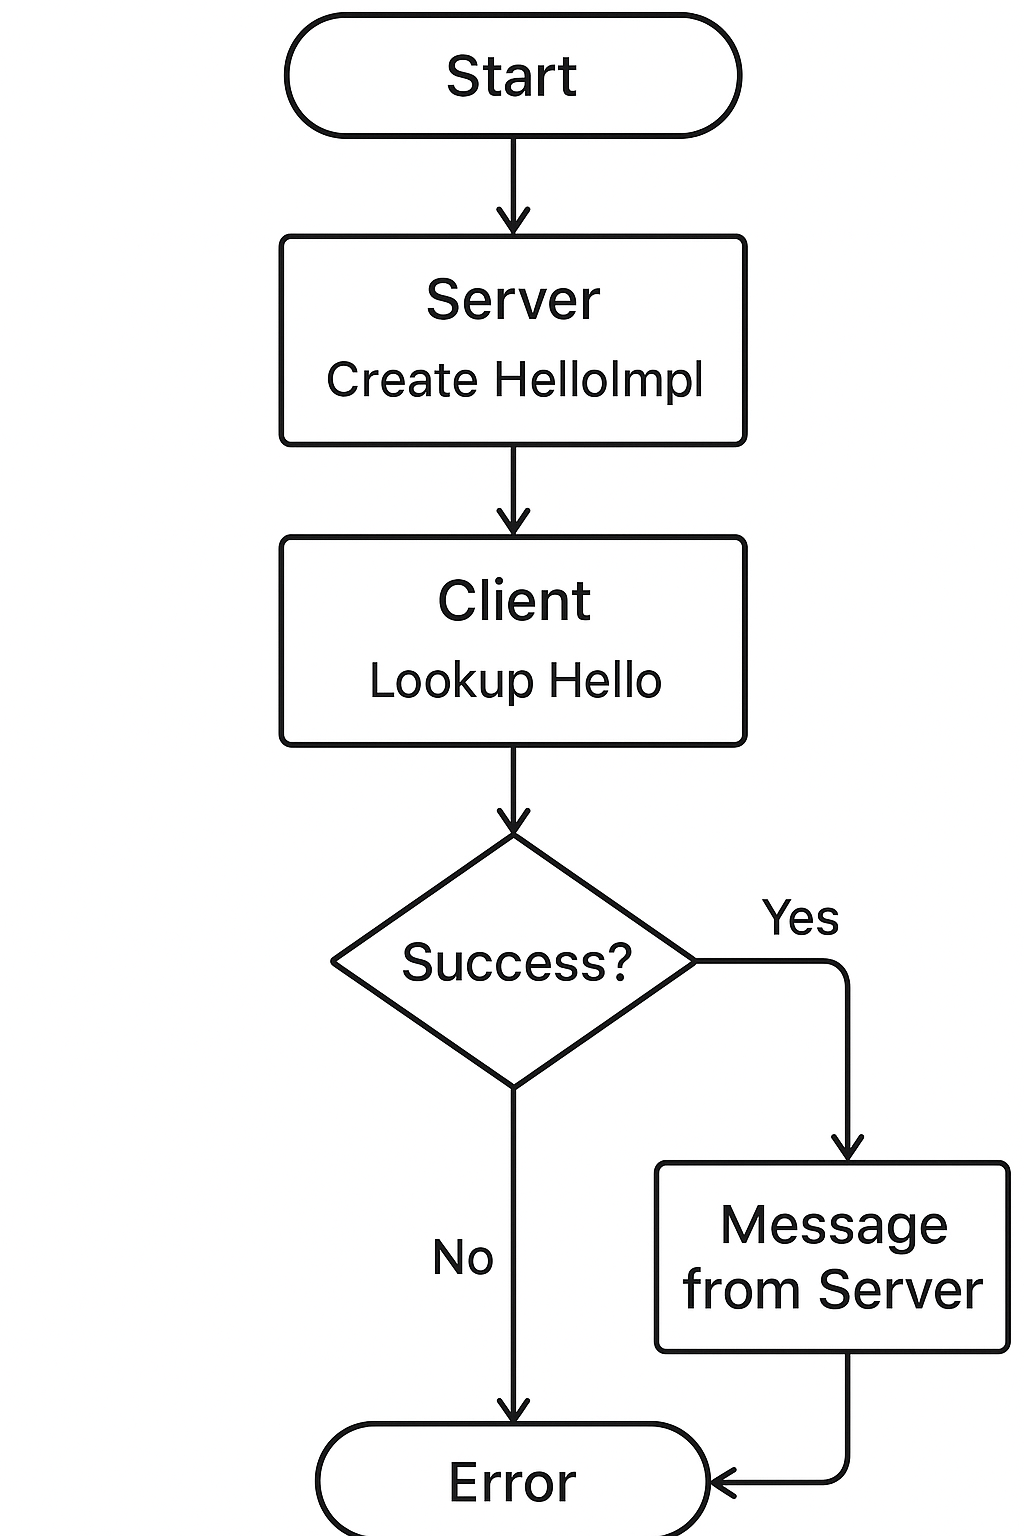 Start
Server
Create HelloImpl
Client
Lookup Hello
Success?
Yes
No
Message
from Server
Error